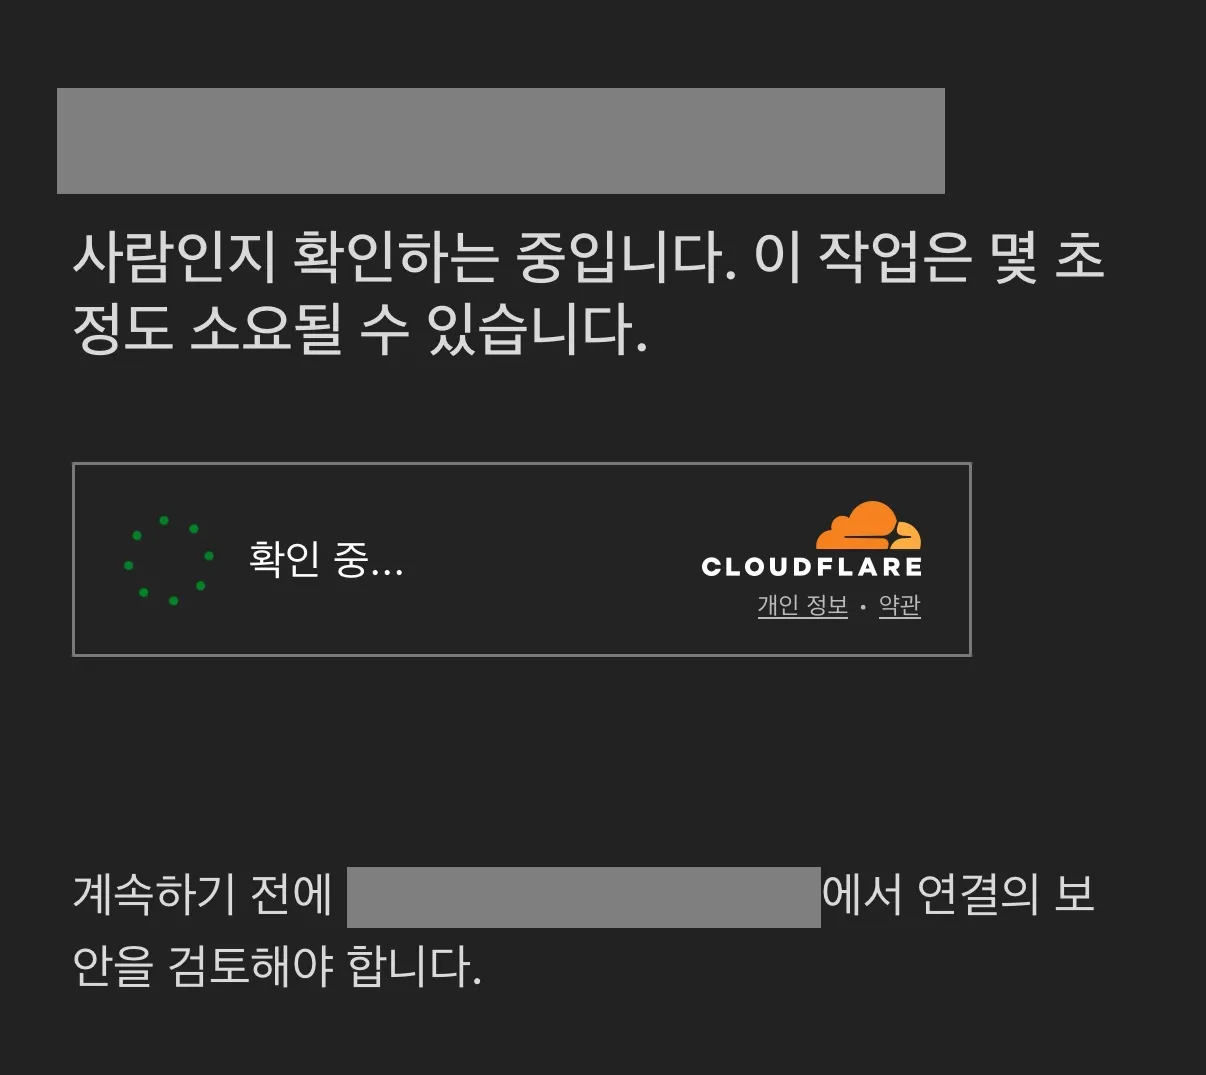 사람인지 확인하는 중입니다. 이 작업은 몇 초
정도 소요될 수 있습니다.
확인 중...
CLOUDFLARE
개인 정보 • 약관
계속하기 전에 에서 연결의 보
안을 검토해야 합니다.